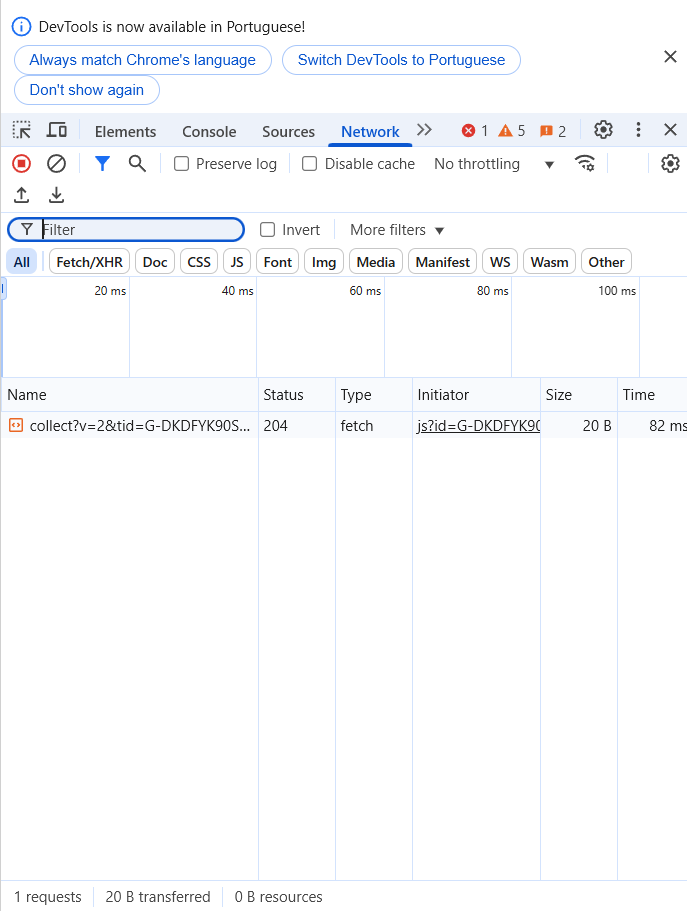 DevTools is now available in Portuguese!
Always match Chrome's language
Switch DevTools to Portuguese
Don't show again
Elements Console Sources Network 1 5 2
Preserve log Disable cache No throttling
Filter Invert More filters
All Fetch/XHR Doc CSS JS Font Img Media Manifest WS Wasm Other
20 ms 40 ms 60 ms 80 ms 100 ms
Name Status Type Initiator Size Time
collect?v=2&tid=G-DKDFYK90S... 204 fetch js?id=G-DKDFYK90 20 B 82 ms
1 requests 20 B transferred 0 B resources